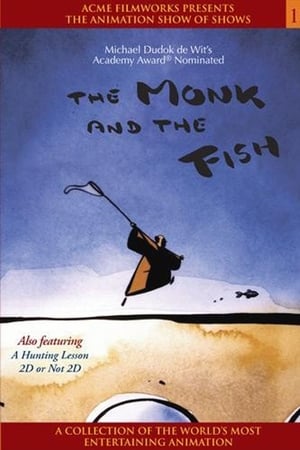 ACME FILMWORKS PRESENTS
THE ANIMATION SHOW OF SHOWS
1
Michael Dudok de Wit's
Academy Award® Nominated
THE MONK
AND THE
FISH
Also featuring
A Hunting Lesson
2D or Not 2D
A COLLECTION OF THE WORLD'S MOST
ENTERTAINING ANIMATION